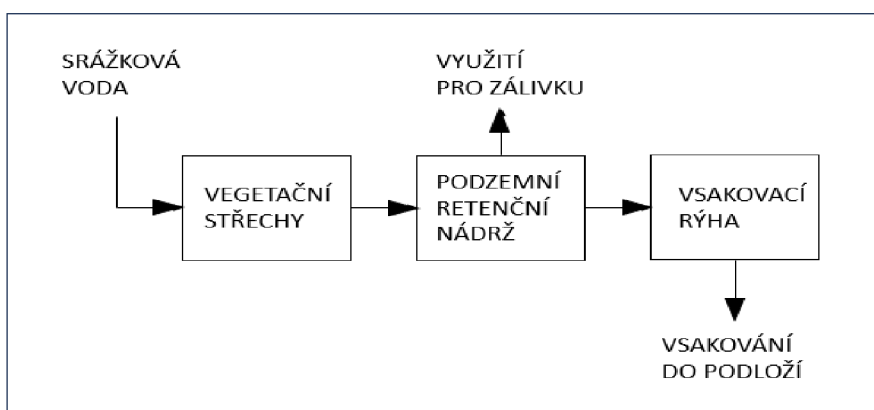 SRÁŽKOVÁ
VODA
VYUŽITÍ
PRO ZÁLIVKU
VEGETAČNÍ
STŘECHY
PODZEMNÍ
RETENČNÍ
NÁDRŽ
VSAKOVACÍ
RÝHA
VSAKOVÁNÍ
DO PODLOŽÍ